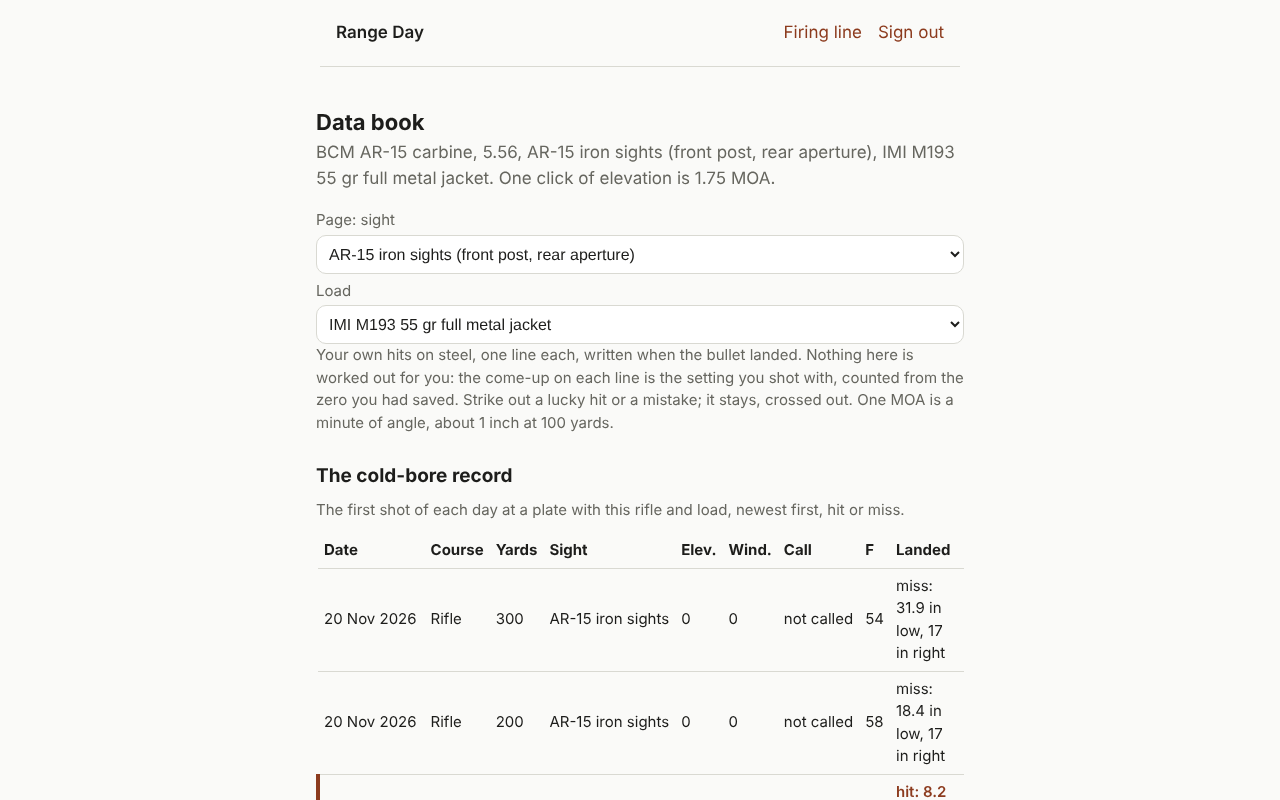 Range Day
Firing line Sign out
Data book
BCM AR-15 carbine, 5.56, AR-15 iron sights (front post, rear aperture), IMI M193
55 gr full metal jacket. One click of elevation is 1.75 MOA.
Page: sight
AR-15 iron sights (front post, rear aperture)
Load
IMI M193 55 gr full metal jacket
Your own hits on steel, one line each, written when the bullet landed. Nothing here is
worked out for you: the come-up on each line is the setting you shot with, counted from the
zero you had saved. Strike out a lucky hit or a mistake; it stays, crossed out. One MOA is a
minute of angle, about 1 inch at 100 yards.
The cold-bore record
The first shot of each day at a plate with this rifle and load, newest first, hit or miss.
Date Course Yards Sight Elev. Wind. Call F Landed
20 Nov 2026 Rifle 300 AR-15 iron sights 0 0 not called 54 miss:
31.9 in
low, 17
in right
20 Nov 2026 Rifle 200 AR-15 iron sights 0 0 not called 58 miss:
18.4 in
low, 17
in right
hit: 8.2